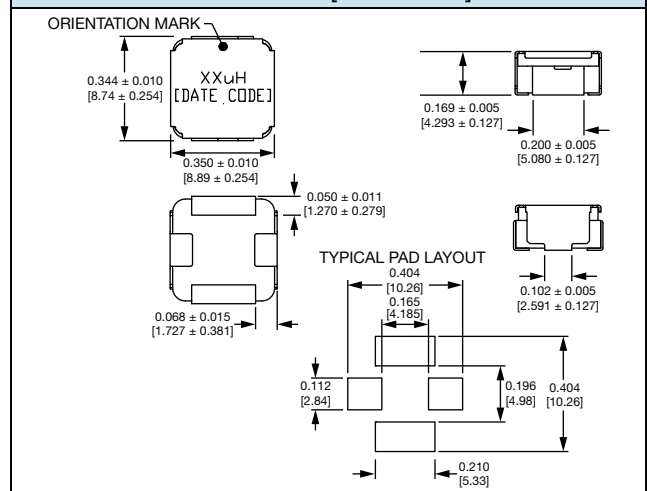 ORIENTATION MARK
XXuH
[DATE CODE]
0.344 ± 0.010
[8.74 ± 0.254]
0.350 ± 0.010
[8.89 ± 0.254]
0.169 ± 0.005
[4.293 ± 0.127]
0.200 ± 0.005
[5.080 ± 0.127]
0.050 ± 0.011
[1.270 ± 0.279]
0.068 ± 0.015
[1.727 ± 0.381]
0.102 ± 0.005
[2.591 ± 0.127]
TYPICAL PAD LAYOUT
0.404
[10.26]
0.165
[4.185]
0.112
[2.84]
0.196
[4.98]
0.404
[10.26]
0.210
[5.33]